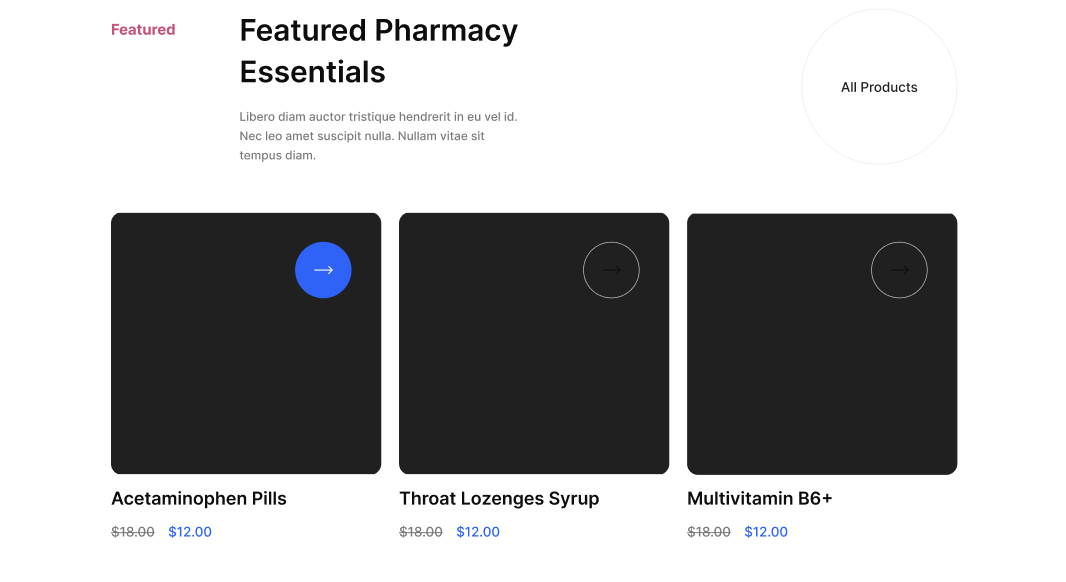 Featured
Featured Pharmacy
Essentials
Libero diam auctor tristique hendrerit in eu vel id.
Nec leo amet suscipit nulla. Nullam vitae sit
tempus diam.
All Products
Acetaminophen Pills
$18.00 $12.00
Throat Lozenges Syrup
$18.00 $12.00
Multivitamin B6+
$18.00 $12.00